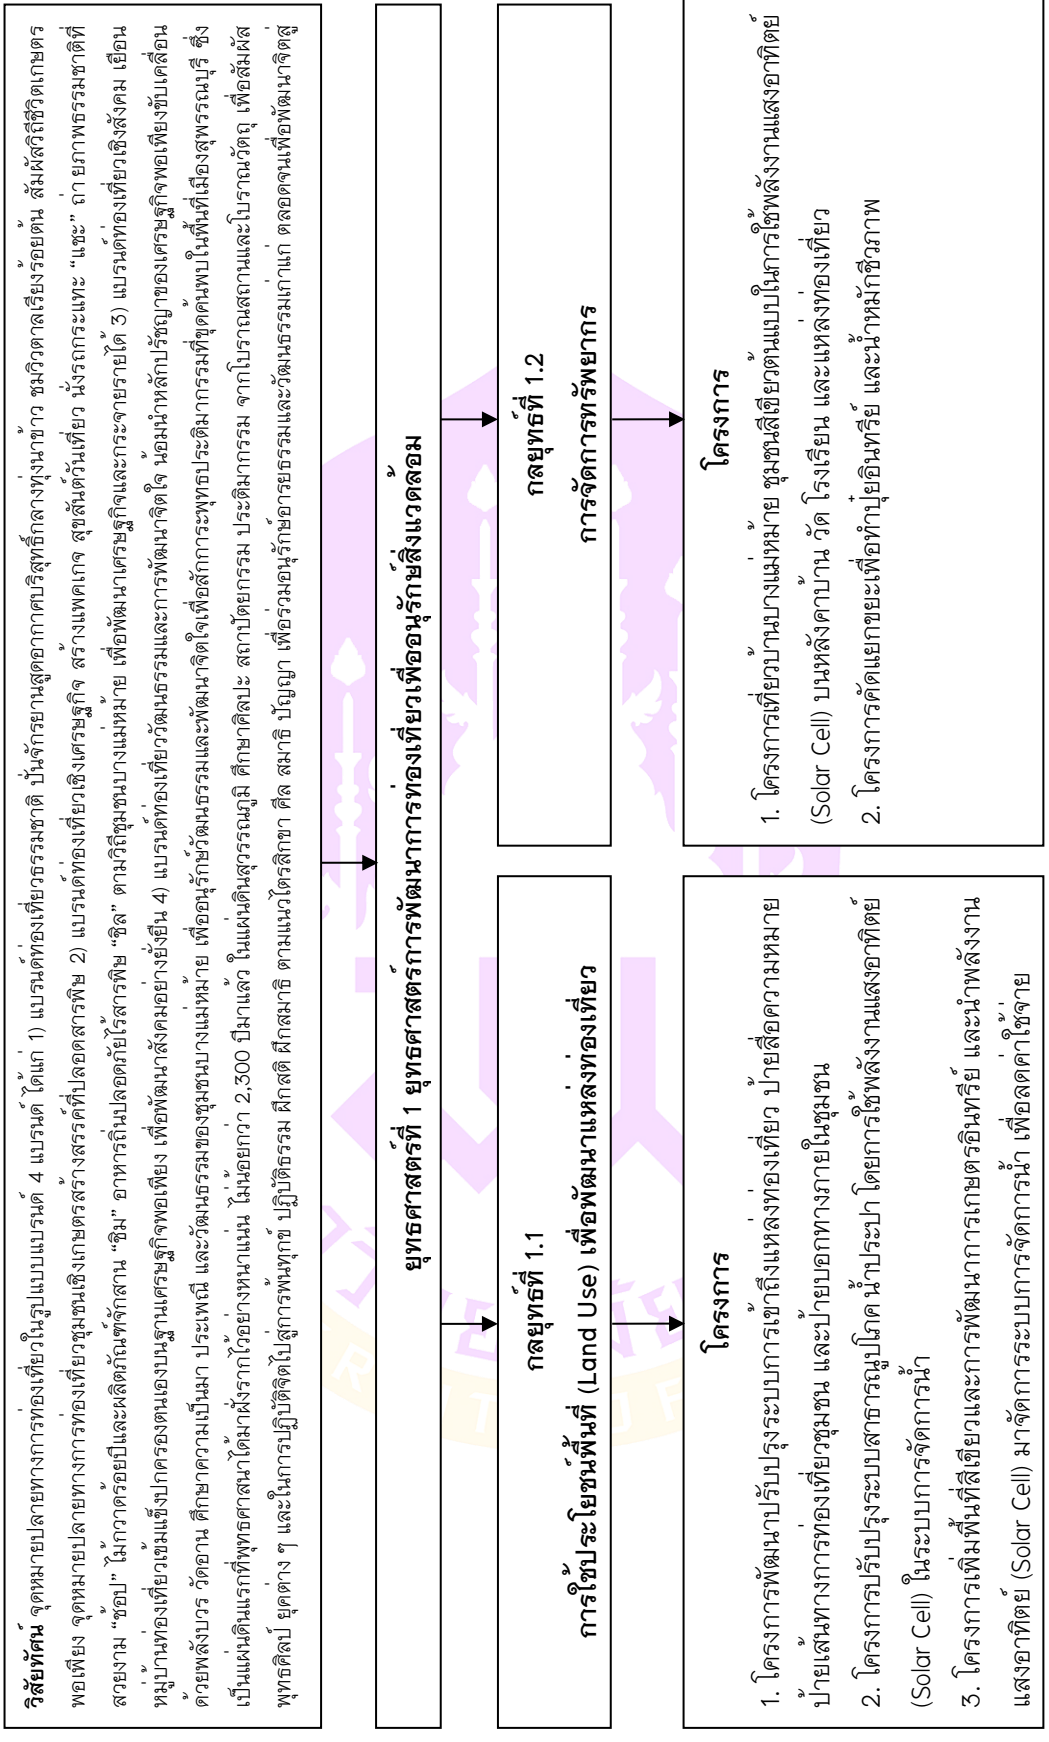 วิสัยทัศน์ จุดหมายปลายทางการท่องเที่ยวในรูปแบบแบรนด์ 4 แบรนด์ ได้แก่ 1) แบรนด์ท่องเที่ยวธรรมชาติ ปั่นจักรยานสูดอากาศบริสุทธิ์กลางทุ่งนาข้าว ชมวิวตาลเรียงร้อยต้น สัมผัสวิถีชีวิตเกษตร
พอเพียง จุดหมายปลายทางการท่องเที่ยวชุมชนเชิงเกษตรสร้างสรรค์ที่ปลอดสารพิษ 2) แบรนด์ท่องเที่ยวเชิงเศรษฐกิจ สร้างแพคเกจ สุขสันต์วันเที่ยว นั่งรถกระแทะ “แชะ” ถ่ายภาพธรรมชาติที่
สวยงาม “ช้อป” ไม้กวาดร้อยปีและผลิตภัณฑ์จักสาน “ชิม” อาหารถิ่นปลอดภัยไร้สารพิษ “ชิล” ตามวิถีชุมชนบางแม่หม้าย เพื่อพัฒนาเศรษฐกิจและกระจายรายได้ 3) แบรนด์ท่องเที่ยวเชิงสังคม เยือน
หมู่บ้านท่องเที่ยวเข้มแข็งปกครองตนเองบนฐานเศรษฐกิจพอเพียง เพื่อพัฒนาสังคมอย่างยั่งยืน 4) แบรนด์ท่องเที่ยววัฒนธรรมและการพัฒนาจิตใจ น้อมนำหลักปรัชญาของเศรษฐกิจพอเพียงขับเคลื่อน
ด้วยพลังบวร วัดอาน ศึกษาความเป็นมา ประเพณี และวัฒนธรรมของชุมชนบางแม่หม้าย เพื่ออนุรักษ์วัฒนธรรมและพัฒนาจิตใจเพื่อสักการะพุทธประติมากรรมที่ขุดค้นพบในพื้นที่เมืองสุพรรณบุรี ซึ่ง
เป็นแผ่นดินแรกที่พุทธศาสนาได้มาฝังรากไว้อย่างหนาแน่น ไม่น้อยกว่า 2,300 ปีมาแล้ว ในแผ่นดินสุวรรณภูมิ ศึกษาศิลปะ สถาปัตยกรรม ประติมากรรม จากโบราณสถานและโบราณวัตถุ เพื่อสัมผัส
พุทธศิลป์ ยุคต่าง ๆ และในการปฏิบัติจิตไปสู่การพ้นทุกข์ ปฏิบัติธรรม ฝึกสติ ฝึกสมาธิ ตามแนวไตรสิกขา ศีล สมาธิ ปัญญา เพื่อร่วมอนุรักษ์อารยธรรมและวัฒนธรรมเก่าแก่ ตลอดจนเพื่อพัฒนาจิตสู่
ยุทธศาสตร์ที่ 1 ยุทธศาสตร์การพัฒนาการท่องเที่ยวเพื่ออนุรักษ์สิ่งแวดล้อม
กลยุทธ์ที่ 1.1
การใช้ประโยชน์พื้นที่ (Land Use) เพื่อพัฒนาแหล่งท่องเที่ยว
โครงการ
1. โครงการพัฒนาปรับปรุงระบบการเข้าถึงแหล่งท่องเที่ยว ป้ายสื่อความหมาย
ป้ายเส้นทางการท่องเที่ยวชุมชน และป้ายบอกทางภายในชุมชน
2. โครงการปรับปรุงระบบสาธารณูปโภค น้ำประปา โดยการใช้พลังงานแสงอาทิตย์
(Solar Cell) ในระบบการจัดการน้ำ
3. โครงการเพิ่มพื้นที่สีเขียวและการพัฒนาการเกษตรอินทรีย์ และนำพลังงาน
แสงอาทิตย์ (Solar Cell) มาจัดการระบบการจัดการน้ำ เพื่อลดค่าใช้จ่าย
กลยุทธ์ที่ 1.2
การจัดการทรัพยากร
โครงการ
1. โครงการเที่ยวบ้านบางแม่หม้าย ชุมชนสีเขียวต้นแบบในการใช้พลังงานแสงอาทิตย์
(Solar Cell) บนหลังคาบ้าน วัด โรงเรียน และแหล่งท่องเที่ยว
2. โครงการคัดแยกขยะเพื่อทำปุ๋ยอินทรีย์ และน้ำหมักชีวภาพ